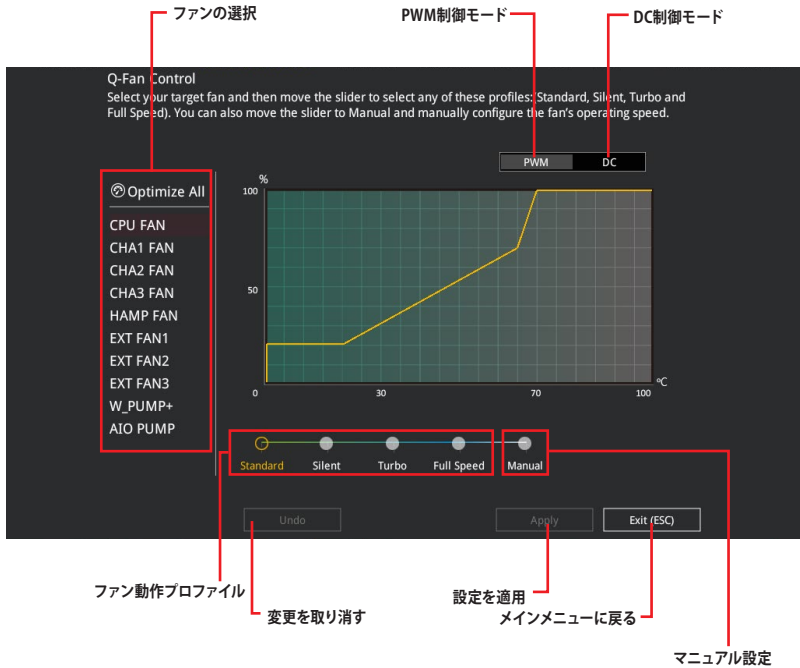 ファンの選択
PWM制御モード
DC制御モード
Q-Fan Control
Select your target fan and then move the slider to select any of these profiles:(Standard, Silent, Turbo and
Full Speed). You can also move the slider to Manual and manually configure the fan's operating speed.
PWM
DC
Optimize All
CPU FAN
CHA1 FAN
CHA2 FAN
CHA3 FAN
HAMP FAN
EXT FAN1
EXT FAN2
EXT FAN3
W_PUMP+
AIO PUMP
%
100
50
0
30
70
100
ºC
Standard
Silent
Turbo
Full Speed
Manual
Undo
Apply
Exit (ESC)
ファン動作プロファイル
変更を取り消す
設定を適用
メインメニューに戻る
マニュアル設定